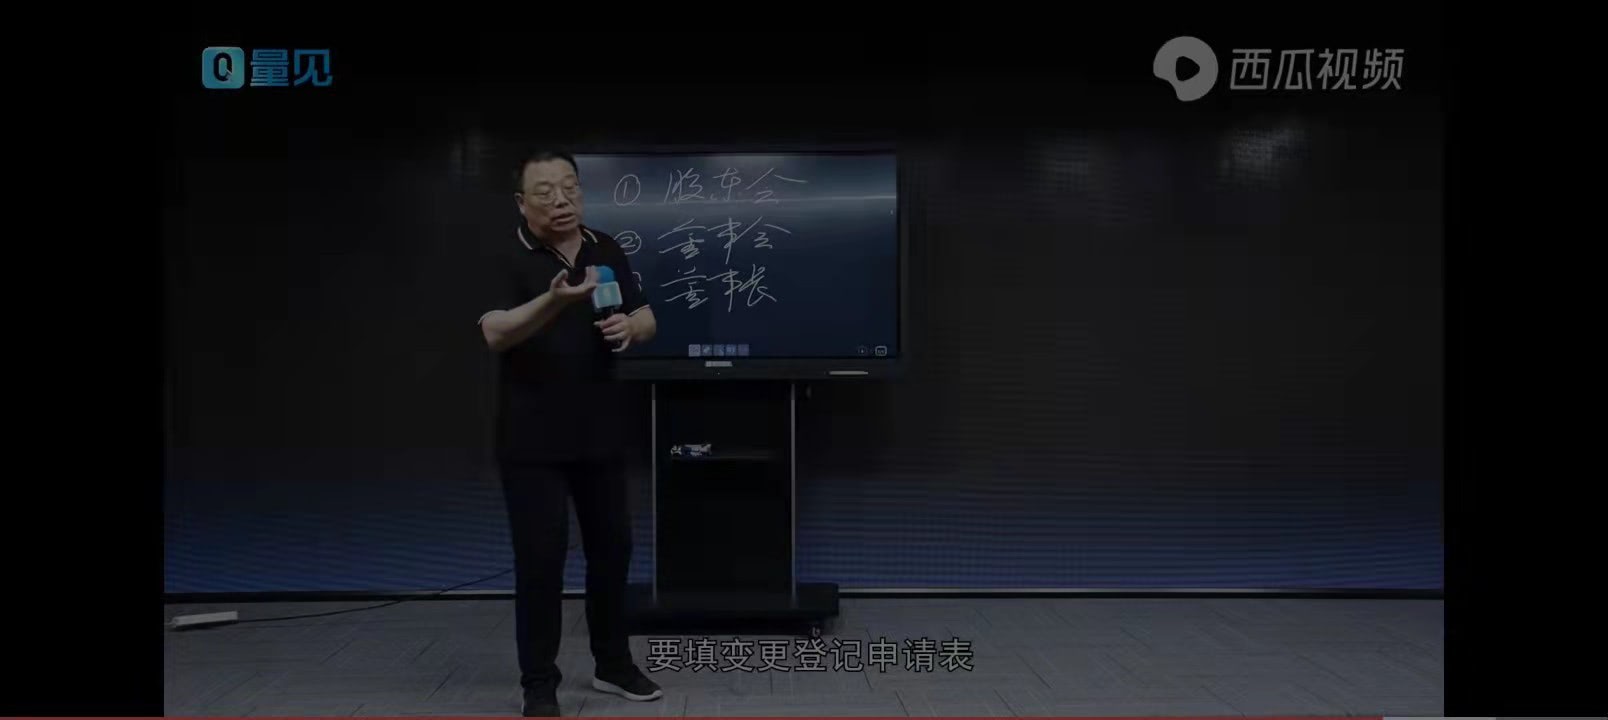 量见
西瓜视频
① 股东会
② 董事会
董事长
要填变更登记申请表